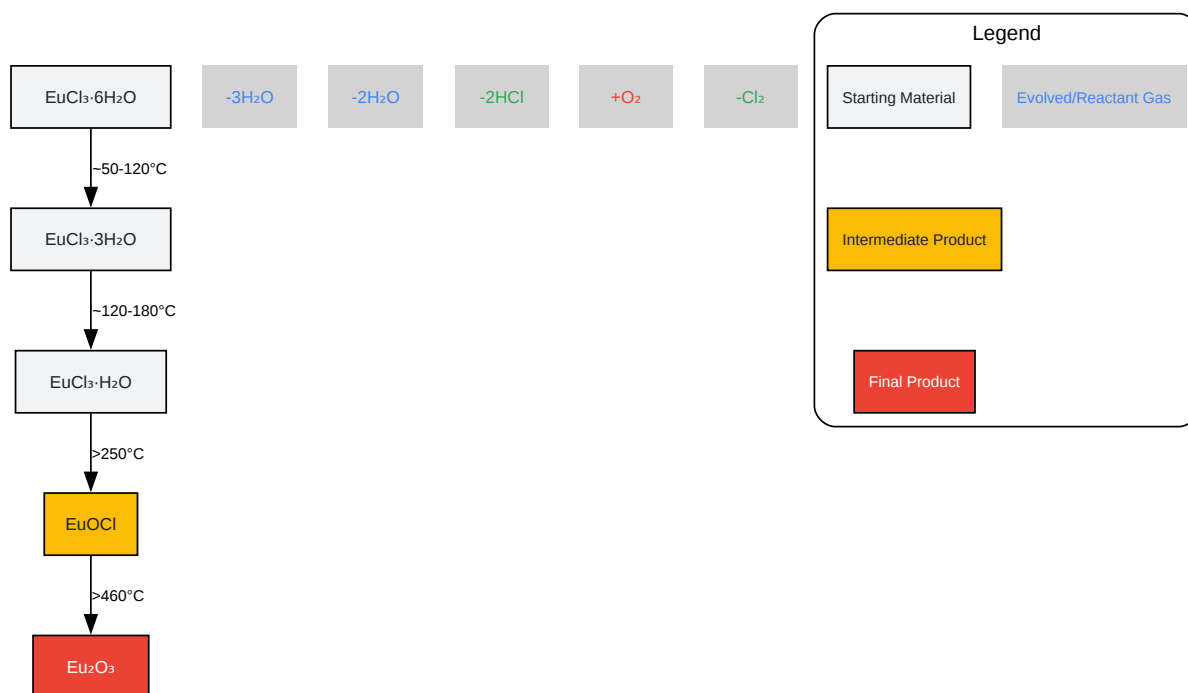 Legend
EuCl₃·6H₂O
-3H₂O
-2H₂O
-2HCl
+O₂
-Cl₂
Starting Material
Evolved/Reactant Gas
~50-120°C
EuCl₃·3H₂O
Intermediate Product
~120-180°C
EuCl₃·H₂O
Final Product
>250°C
EuOCl
>460°C
Eu₂O₃